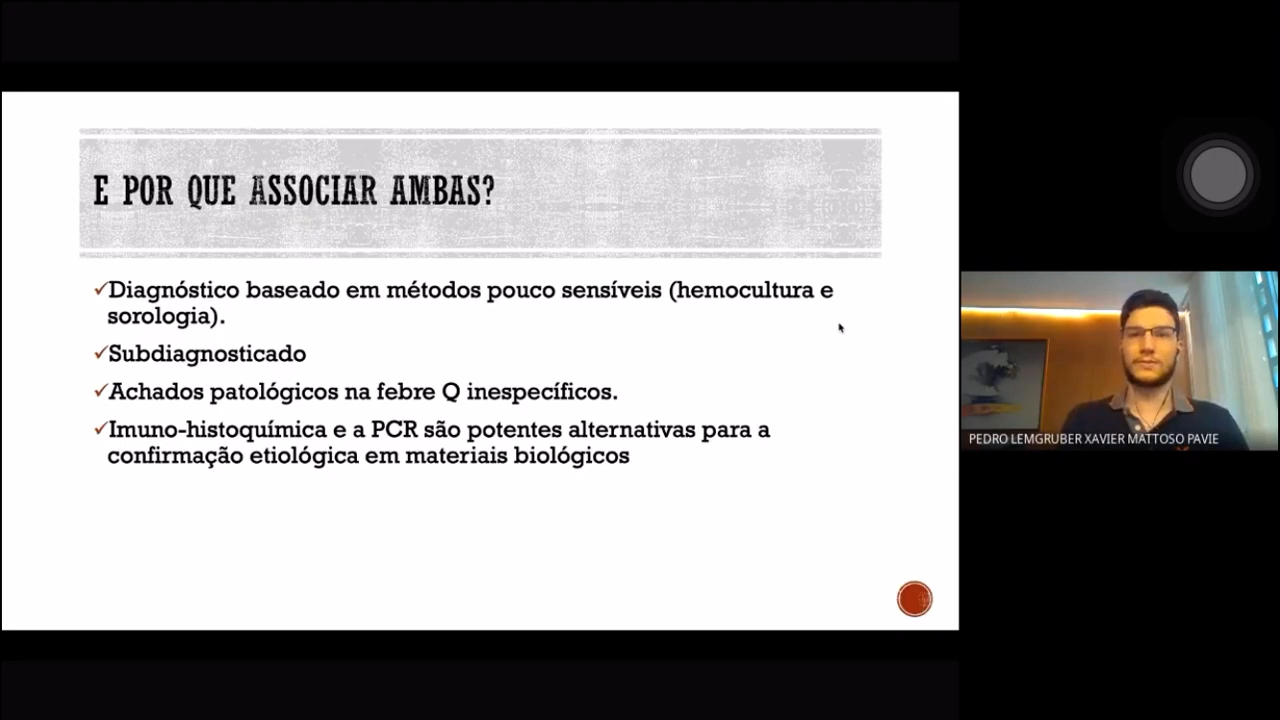 E POR QUE ASSOCIAR AMBAS?
✓Diagnóstico baseado em métodos pouco sensíveis (hemocultura e
sorologia).
✓Subdiagnosticado
✓Achados patológicos na febre Q inespecíficos.
✓Imuno-histoquímica e a PCR são potentes alternativas para a
confirmação etiológica em materiais biológicos
PEDRO LEMGRUBER XAVIER MATTOSO PAVIE